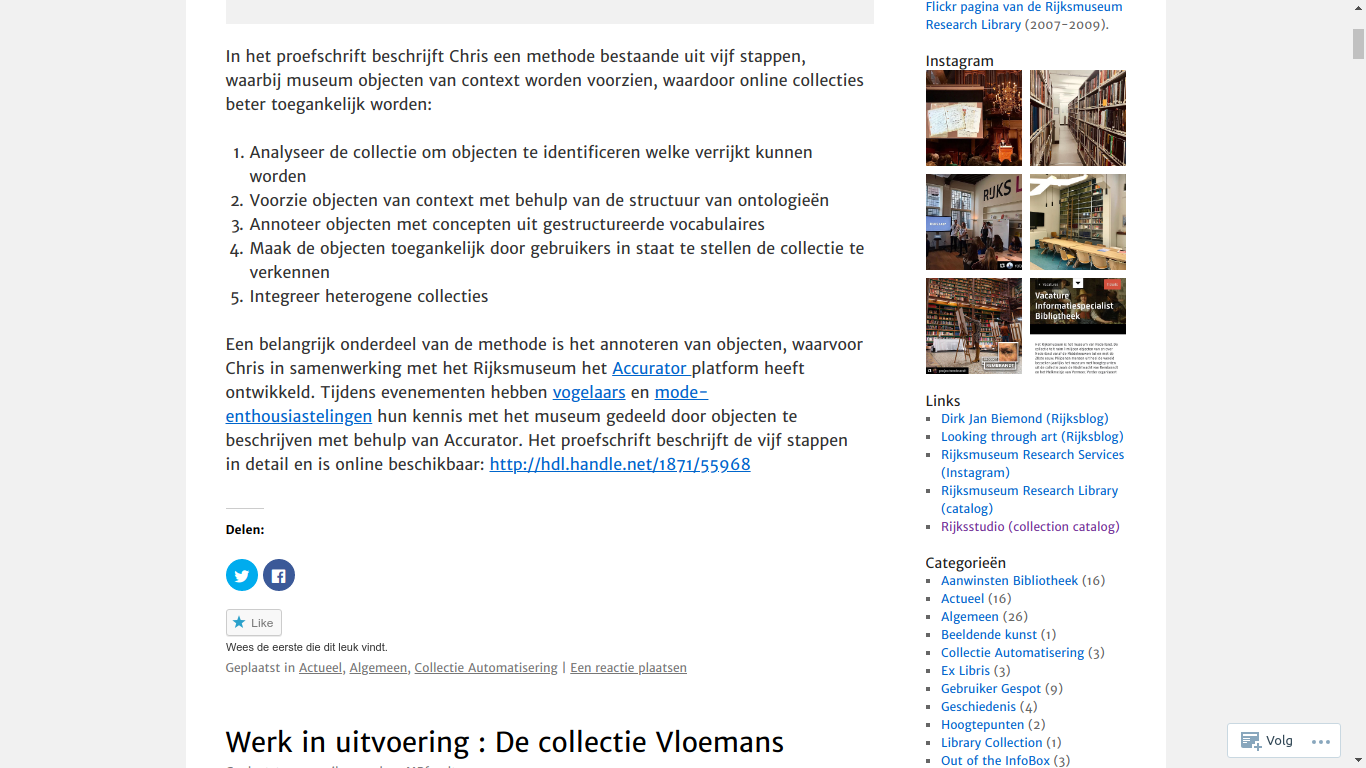 In het proefschrift beschrijft Chris een methode bestaande uit vijf stappen,
waarbij museum objecten van context worden voorzien, waardoor online collecties
beter toegankelijk worden:
1. Analyseer de collectie om objecten te identificeren welke verrijkt kunnen
worden
2. Voorzie objecten van context met behulp van de structuur van ontologieën
3. Annoteer objecten met concepten uit gestructureerde vocabulaires
4. Maak de objecten toegankelijk door gebruikers in staat te stellen de collectie te
verkennen
5. Integreer heterogene collecties
Een belangrijk onderdeel van de methode is het annoteren van objecten, waarvoor
Chris in samenwerking met het Rijksmuseum het Accurator platform heeft
ontwikkeld. Tijdens evenementen hebben vogelaars en mode-
enthousiastelingen hun kennis met het museum gedeeld door objecten te
beschrijven met behulp van Accurator. Het proefschrift beschrijft de vijf stappen
in detail en is online beschikbaar: http://hdl.handle.net/1871/55968
Delen:
Like
Wees de eerste die dit leuk vindt.
Geplaatst in Actueel, Algemeen, Collectie Automatisering | Een reactie plaatsen
Werk in uitvoering : De collectie Vloemans
Flickr pagina van de Rijksmuseum
Research Library (2007-2009).
Instagram
RIJKS
Vacature
Informatiespecialist
Bibliotheek
REMBRANDT
Links
Dirk Jan Biemond (Rijksblog)
Looking through art (Rijksblog)
Rijksmuseum Research Services
(Instagram)
Rijksmuseum Research Library
(catalog)
Rijksstudio (collection catalog)
Categorieën
Aanwinsten Bibliotheek (16)
Actueel (16)
Algemeen (26)
Beeldende kunst (1)
Collectie Automatisering (3)
Ex Libris (3)
Gebruiker Gespot (9)
Geschiedenis (4)
Hoogtepunten (2)
Library Collection (1)
Out of the InfoBox (3)
Volg